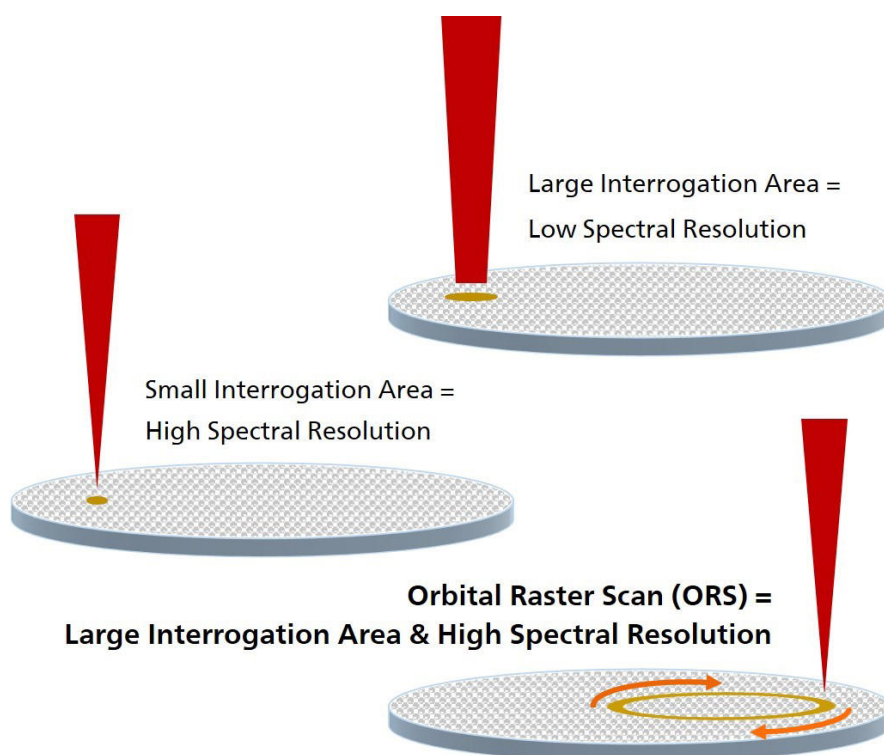 Large Interrogation Area =
Low Spectral Resolution
Small Interrogation Area =
High Spectral Resolution
Orbital Raster Scan (ORS) =
Large Interrogation Area & High Spectral Resolution